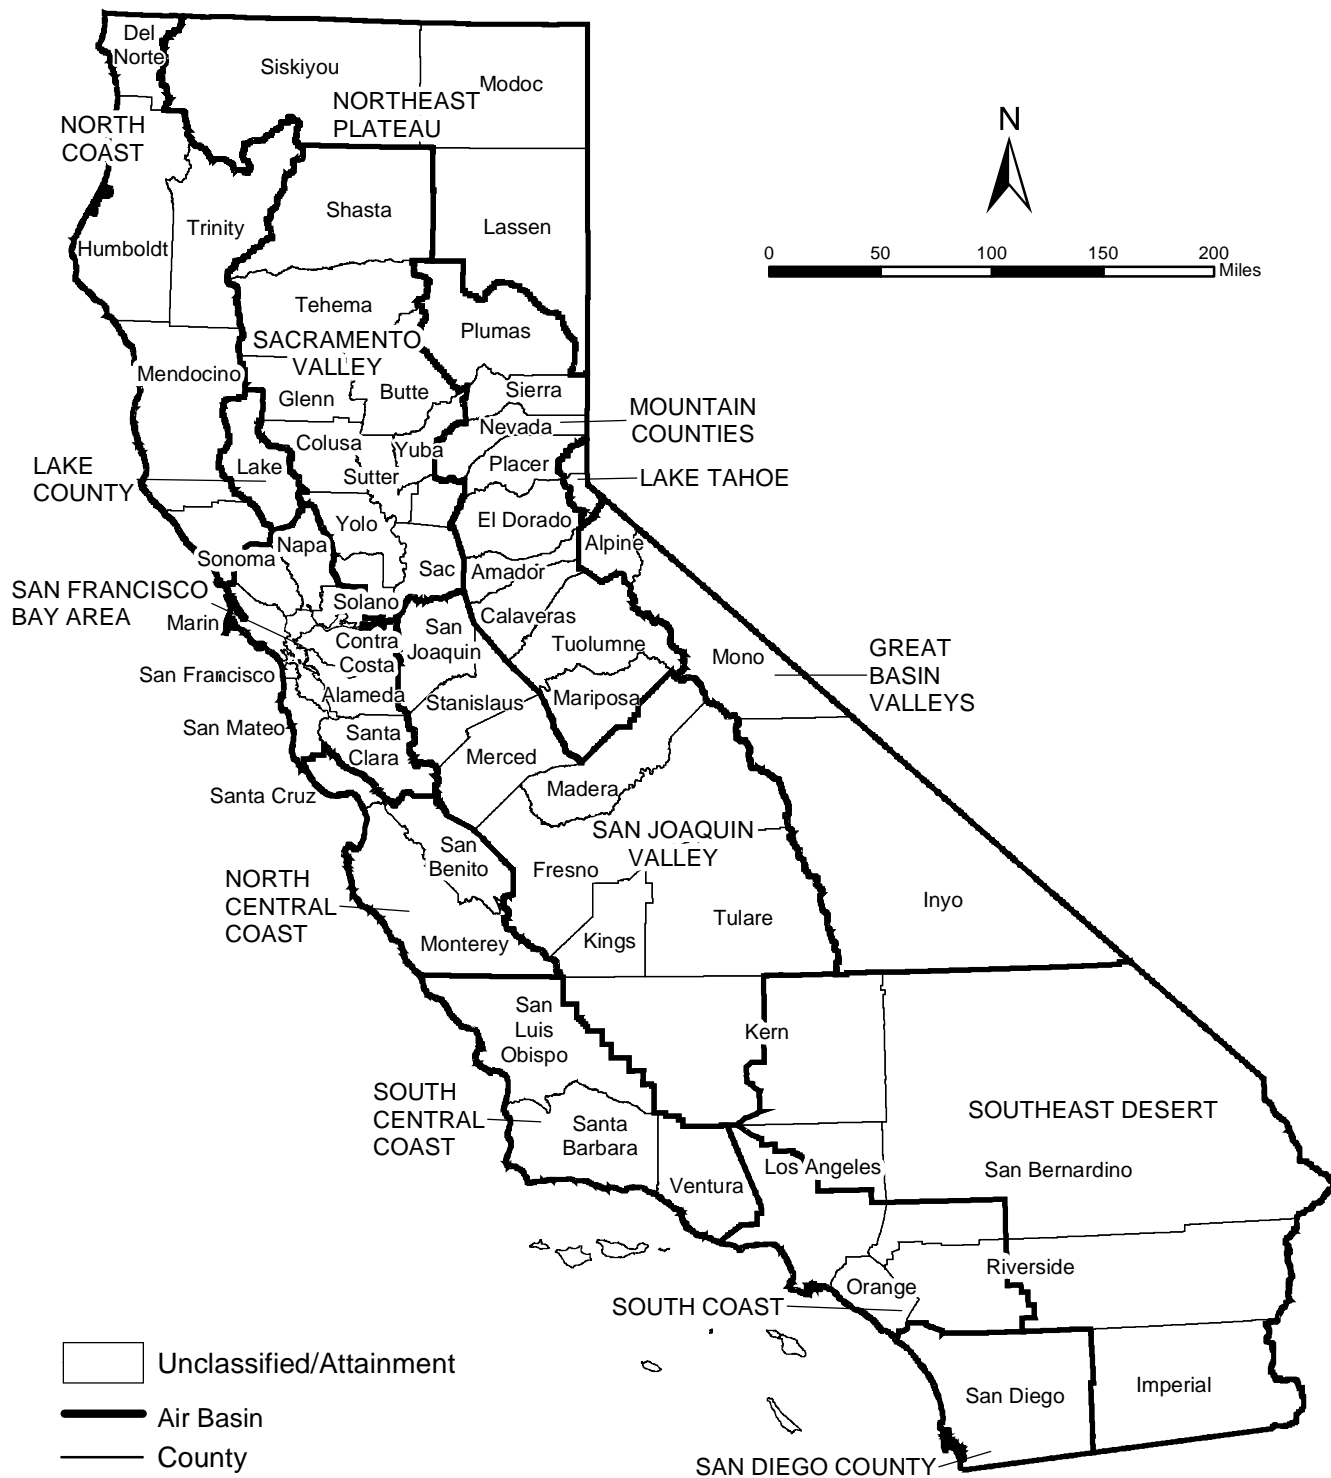 Del
Norte
Siskiyou
Modoc
NORTHEAST
PLATEAU
NORTH
COAST
N
Shasta
Trinity
Lassen
Humboldt
0 50 100 150 200
Miles
Tehema
Plumas
SACRAMENTO
VALLEY
Mendocino
Glenn
Butte
Sierra
MOUNTAIN
COUNTIES
Nevada
Colusa
Yuba
Placer
LAKE
COUNTY
Lake
Sutter
LAKE TAHOE
Yolo
El Dorado
Napa
Alpine
Sonoma
Sac
Amador
SAN FRANCISCO
BAY AREA
Solano
Marin
Calaveras
San
Joaquin
Contra
Costa
Tuolumne
Mono
GREAT
BASIN
VALLEYS
San Francisco
Alameda
Stanislaus
Mariposa
San Mateo
Santa
Clara
Merced
Madera
Santa Cruz
SAN JOAQUIN
VALLEY
San
Benito
Fresno
NORTH
CENTRAL
COAST
Inyo
Tulare
Monterey
Kings
San
Luis
Obispo
Kern
SOUTH
CENTRAL
COAST
Santa
Barbara
SOUTHEAST DESERT
Los Angeles
San Bernardino
Ventura
Riverside
Orange
SOUTH COAST
Unclassified/Attainment
Imperial
San Diego
Air Basin
County
SAN DIEGO COUNTY